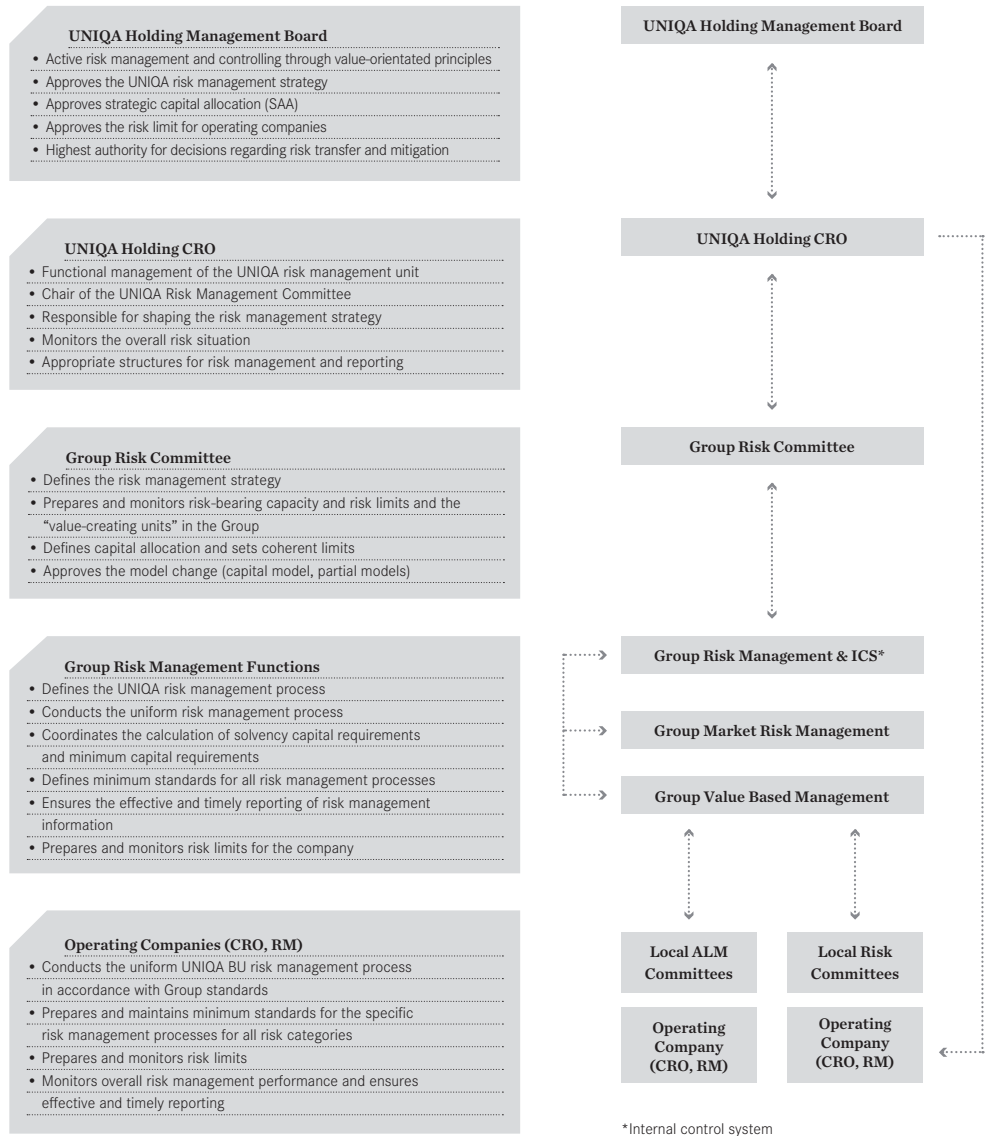 UNIQA Holding Management Board
• Active risk management and controlling through value-orientated principles
• Approves the UNIQA risk management strategy
• Approves strategic capital allocation (SAA)
• Approves the risk limit for operating companies
• Highest authority for decisions regarding risk transfer and mitigation
UNIQA Holding CRO
• Functional management of the UNIQA risk management unit
• Chair of the UNIQA Risk Management Committee
• Responsible for shaping the risk management strategy
• Monitors the overall risk situation
• Appropriate structures for risk management and reporting
Group Risk Committee
• Defines the risk management strategy
• Prepares and monitors risk-bearing capacity and risk limits and the
“value-creating units” in the Group
• Defines capital allocation and sets coherent limits
• Approves the model change (capital model, partial models)
Group Risk Management Functions
• Defines the UNIQA risk management process
• Conducts the uniform risk management process
• Coordinates the calculation of solvency capital requirements
and minimum capital requirements
• Defines minimum standards for all risk management processes
• Ensures the effective and timely reporting of risk management
information
• Prepares and monitors risk limits for the company
Operating Companies (CRO, RM)
• Conducts the uniform UNIQA BU risk management process
in accordance with Group standards
• Prepares and maintains minimum standards for the specific
risk management processes for all risk categories
• Prepares and monitors risk limits
• Monitors overall risk management performance and ensures
effective and timely reporting
UNIQA Holding Management Board
UNIQA Holding CRO
Group Risk Committee
Group Risk Management & ICS*
Group Market Risk Management
Group Value Based Management
Local ALM
Committees
Local Risk
Committees
Operating
Company
(CRO, RM)
Operating
Company
(CRO, RM)
*Internal control system